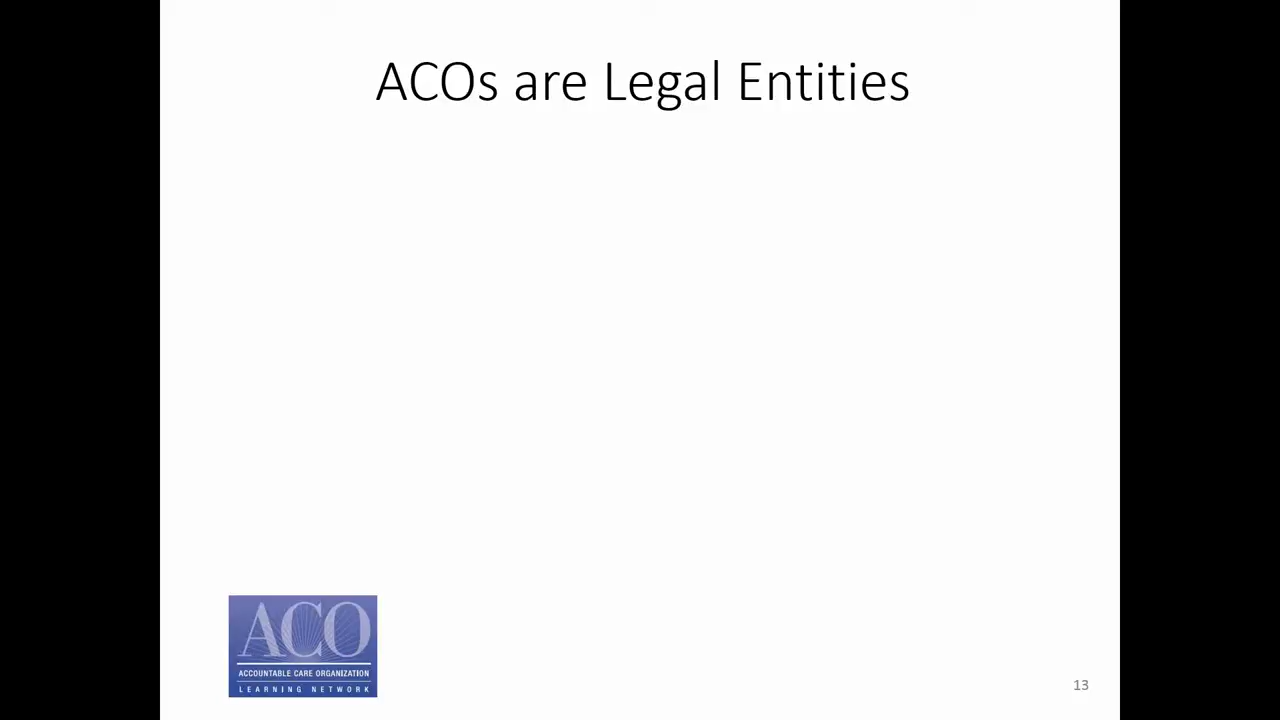 ACOs are Legal Entities
ACO
ACCOUNTABLE CARE ORGANIZATION
LEARNING NETWORK
13